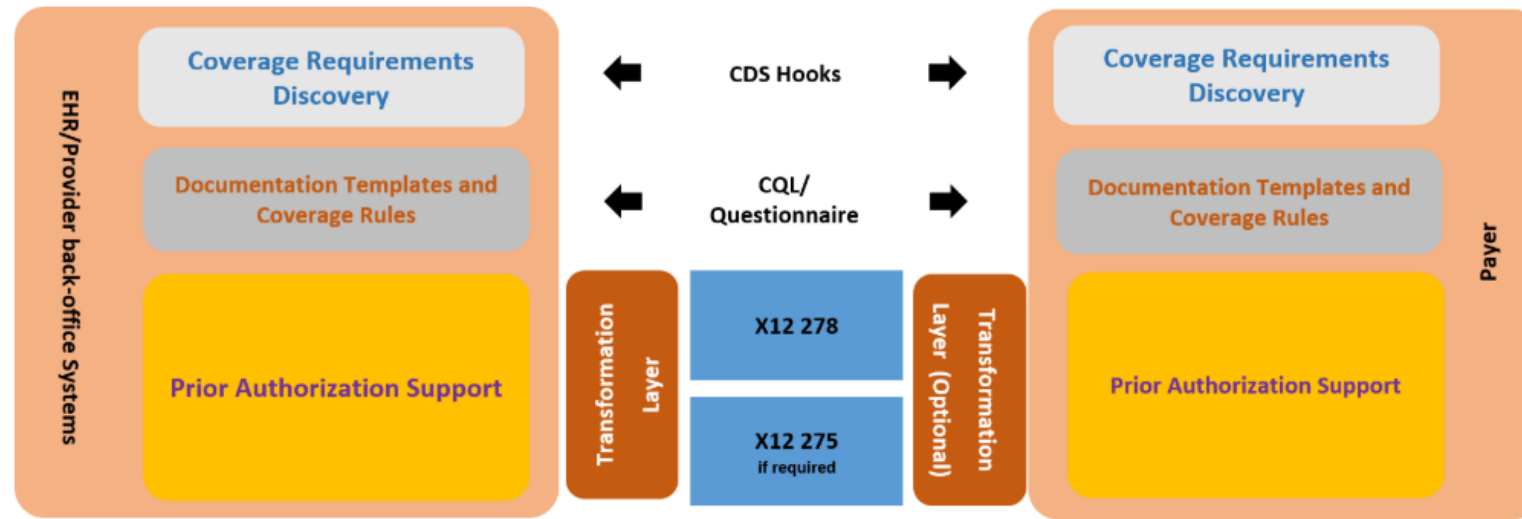 EHR/Provider back-office Systems
Coverage Requirements
Discovery
Documentation Templates and
Coverage Rules
Prior Authorization Support
CDS Hooks
CQL/
Questionnaire
Transformation
Layer
X12 278
X12 275
if required
Transformation
Layer (Optional)
Coverage Requirements
Discovery
Documentation Templates and
Coverage Rules
Prior Authorization Support
Payer